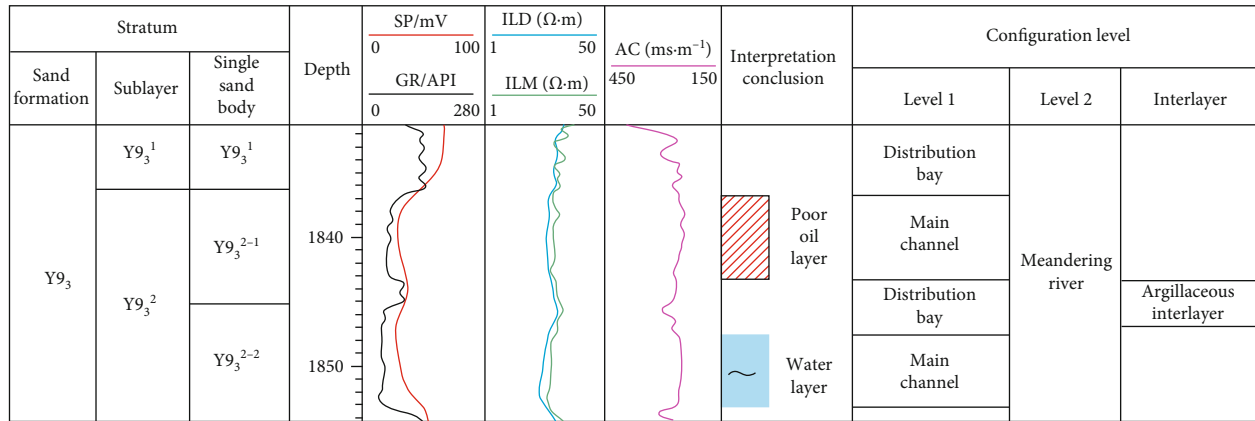 Stratum
Sand
formation
Sublayer
Single
sand
body
Depth
SP/mV
0 100
GR/API
0 280
ILD (Ω·m)
1 50
ILM (Ω·m)
1 50
AC (ms·m⁻¹)
450 150
Interpretation
conclusion
Configuration level
Level 1
Level 2
Interlayer
Y9₃
Y9₃¹
Y9₃²
Y9₃¹
Y9₃²⁻¹
Y9₃²⁻²
1840
1850
Poor
oil
layer
Water
layer
Distribution
bay
Main
channel
Distribution
bay
Main
channel
Meandering
river
Argillaceous
interlayer